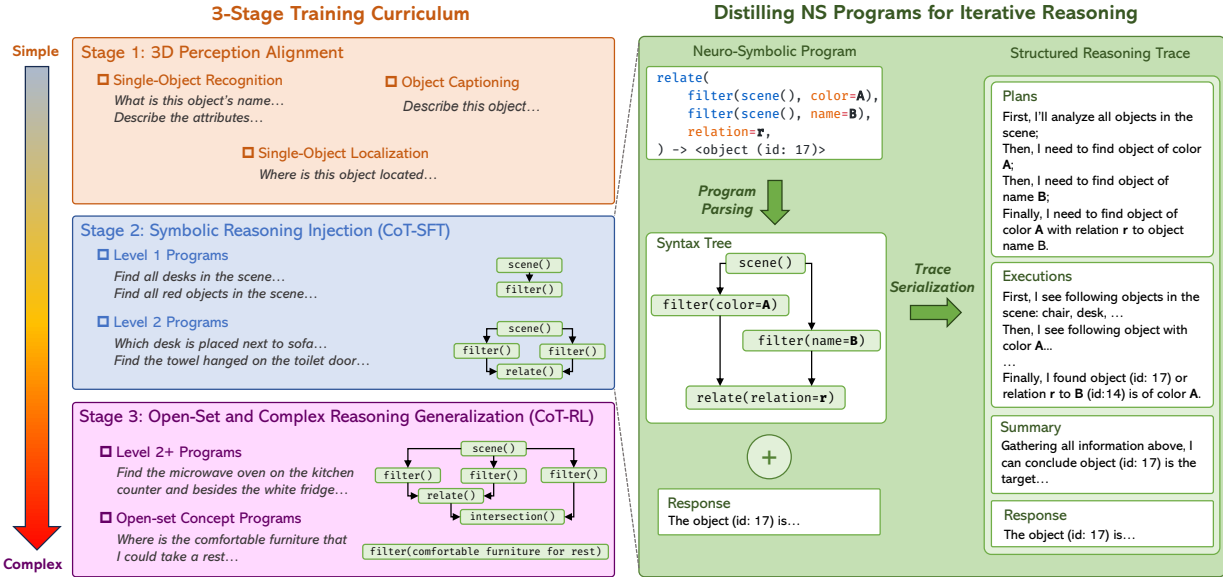 3-Stage Training Curriculum
Simple
Complex
Stage 1: 3D Perception Alignment
Single-Object Recognition
What is this object's name…
Describe the attributes…
Object Captioning
Describe this object…
Single-Object Localization
Where is this object located…
Stage 2: Symbolic Reasoning Injection (CoT-SFT)
Level 1 Programs
Find all desks in the scene…
Find all red objects in the scene…
scene()
filter()
Level 2 Programs
Which desk is placed next to sofa…
Find the towel hanged on the toilet door…
scene()
filter()
filter()
relate()
Stage 3: Open-Set and Complex Reasoning Generalization (CoT-RL)
Level 2+ Programs
Find the microwave oven on the kitchen
counter and besides the white fridge…
scene()
filter()
filter()
filter()
relate()
intersection()
Open-set Concept Programs
Where is the comfortable furniture that
I could take a rest…
filter(comfortable furniture for rest)
Distilling NS Programs for Iterative Reasoning
Neuro-Symbolic Program
relate(
filter(scene(), color=A),
filter(scene(), name=B),
relation=r,
) -> <object (id: 17)>
Program
Parsing
Syntax Tree
scene()
filter(color=A)
filter(name=B)
relate(relation=r)
+
Response
The object (id: 17) is…
Trace
Serialization
Structured Reasoning Trace
Plans
First, I'll analyze all objects in the
scene;
Then, I need to find object of color
A;
Then, I need to find object of
name B;
Finally, I need to find object of
color A with relation r to object
name B.
Executions
First, I see following objects in the
scene: chair, desk, …
Then, I see following object with
color A…
…
Finally, I found object (id: 17) or
relation r to B (id:14) is of color A.
Summary
Gathering all information above, I
can conclude object (id: 17) is the
target…
Response
The object (id: 17) is…